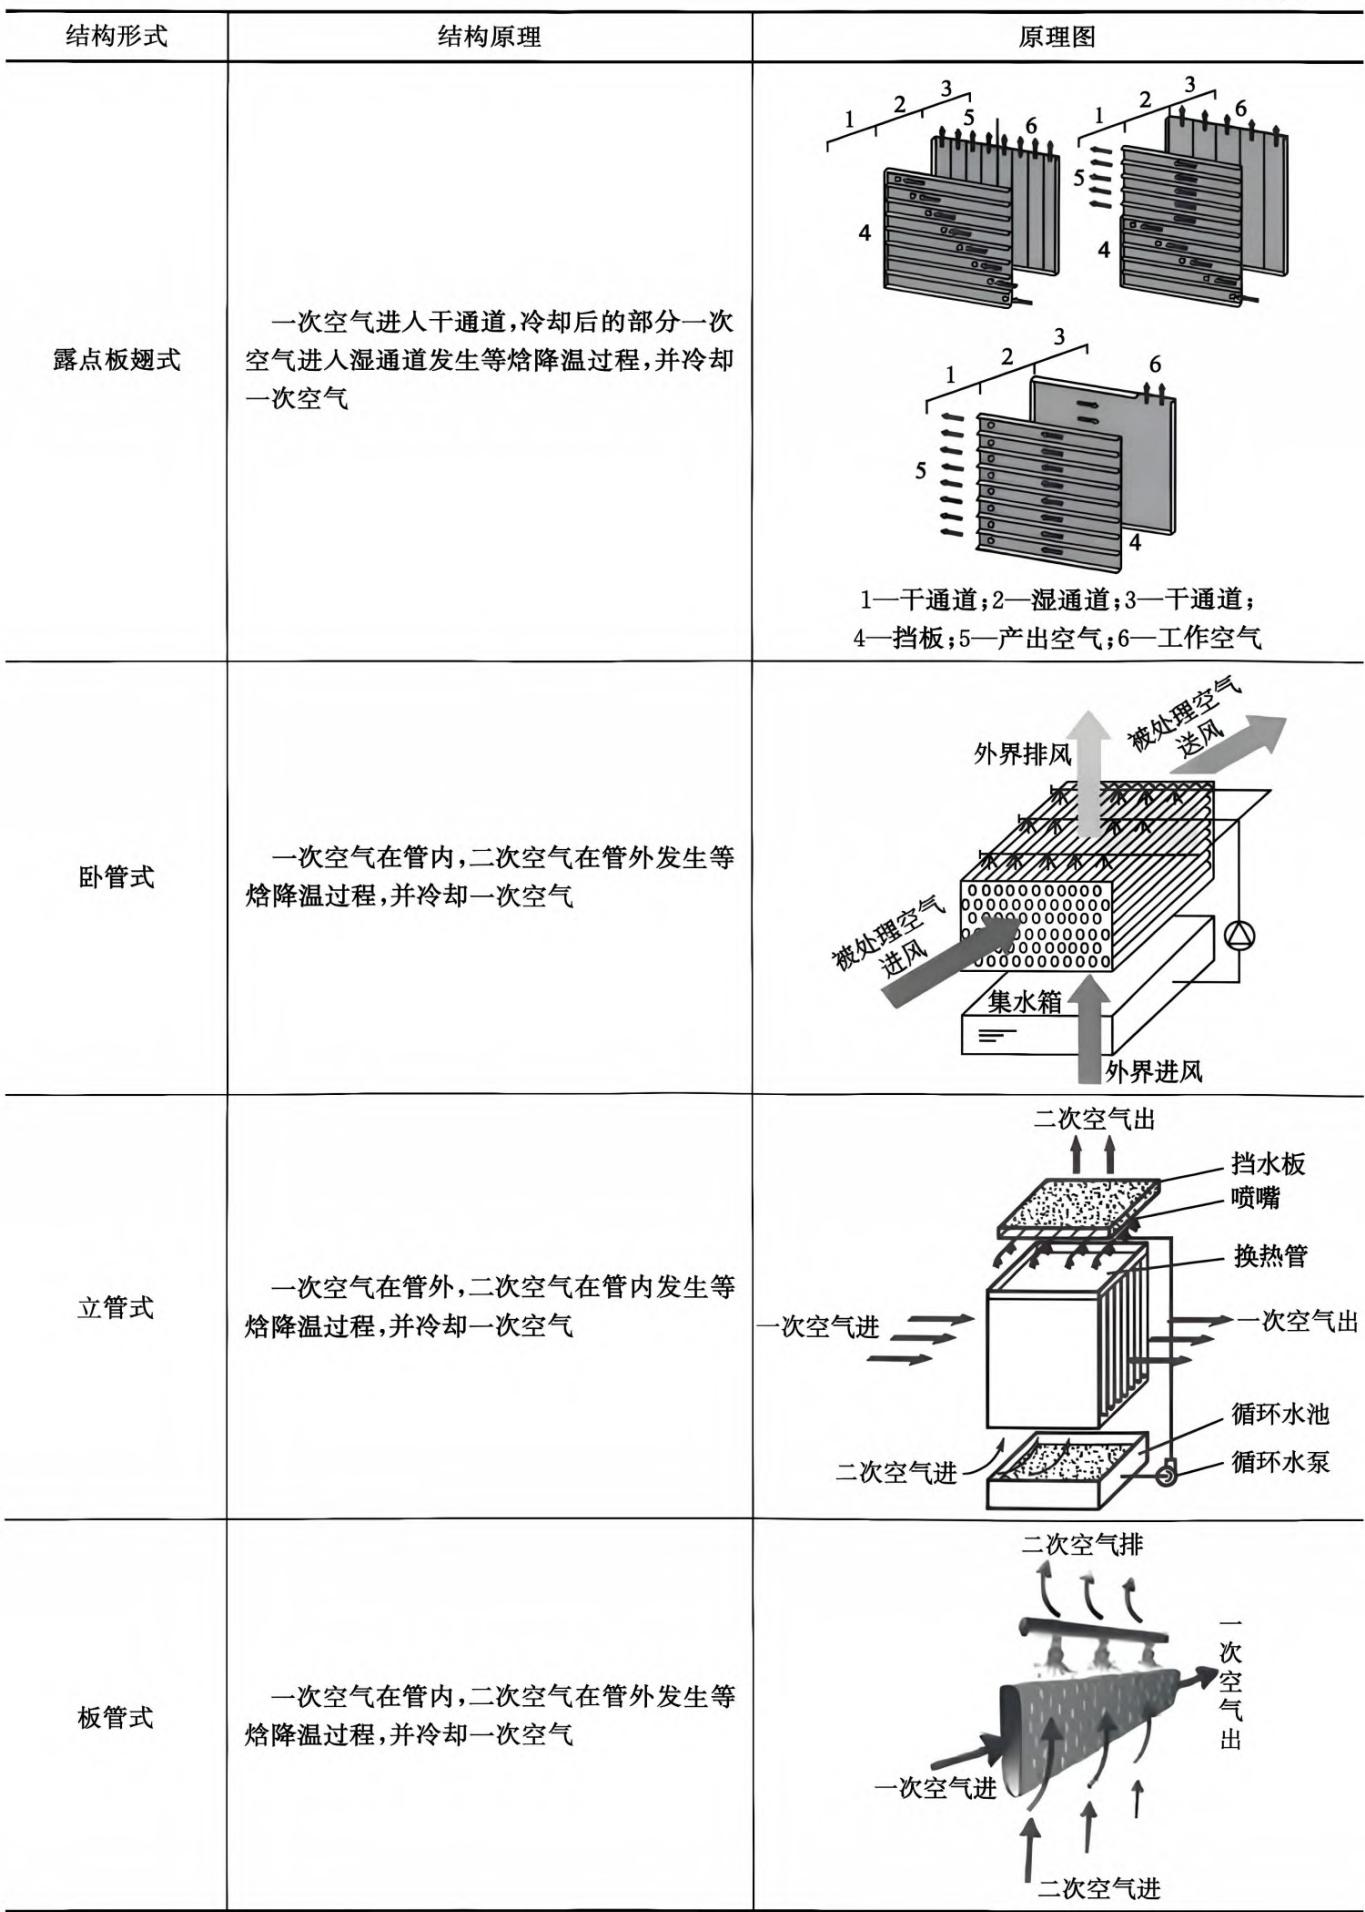 结构形式
结构原理
原理图
露点板翅式
一次空气进入干通道,冷却后的部分一次
空气进入湿通道发生等焓降温过程,并冷却
一次空气
1
2
3
5
6
4
1
2
3
6
5
4
1
2
3
6
5
4
1—干通道;2—湿通道;3—干通道;
4—挡板;5—产出空气;6—工作空气
卧管式
一次空气在管内,二次空气在管外发生等
焓降温过程,并冷却一次空气
外界排风
被处理空气
送风
被处理空气
进风
集水箱
外界进风
立管式
一次空气在管外,二次空气在管内发生等
焓降温过程,并冷却一次空气
二次空气出
挡水板
喷嘴
换热管
一次空气进
一次空气出
循环水池
二次空气进
循环水泵
板管式
一次空气在管内,二次空气在管外发生等
焓降温过程,并冷却一次空气
二次空气排
一次空气出
一次空气进
二次空气进